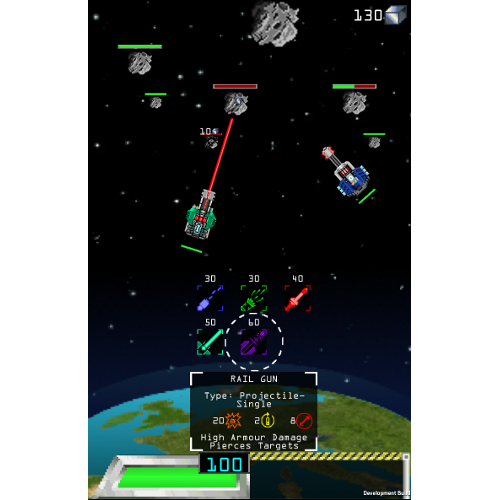 130
10
30 30 40
50 60
RAIL GUN
Type: Projectile-
Single
20 2 8
High Armour Damage
Pierces Targets
100
Development Build